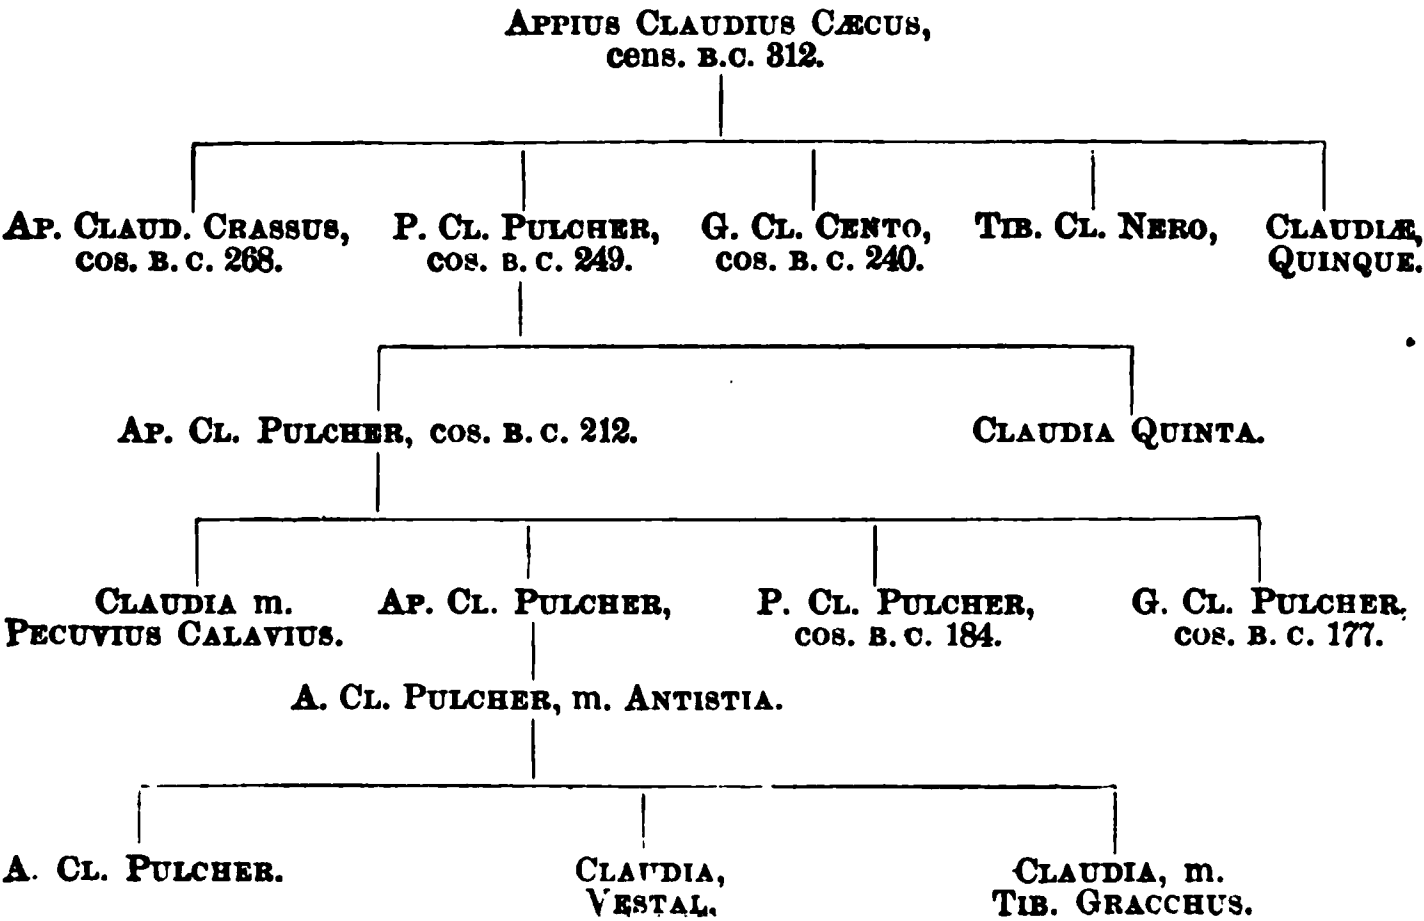 APPIUS CLAUDIUS CÆCUS,
cens. B.C. 312.
AP. CLAUD. CRASSUS,
COS. B. C. 268.
P. CL. PULCHER,
COS. B. C. 249.
G. CL. CENTO,
COS. B. C. 240.
TIB. CL. NERO,
CLAUDIÆ,
QUINQUE.
AP. CL. PULCHER, COS. B. C. 212.
CLAUDIA QUINTA.
CLAUDIA m.
PECUVIUS CALAVIUS.
AP. CL. PULCHER,
P. CL. PULCHER,
COS. B. C. 184.
G. CL. PULCHER,
COS. B. C. 177.
A. CL. PULCHER, m. ANTISTIA.
A. CL. PULCHER.
CLAUDIA,
VESTAL.
CLAUDIA, m.
TIB. GRACCHUS.